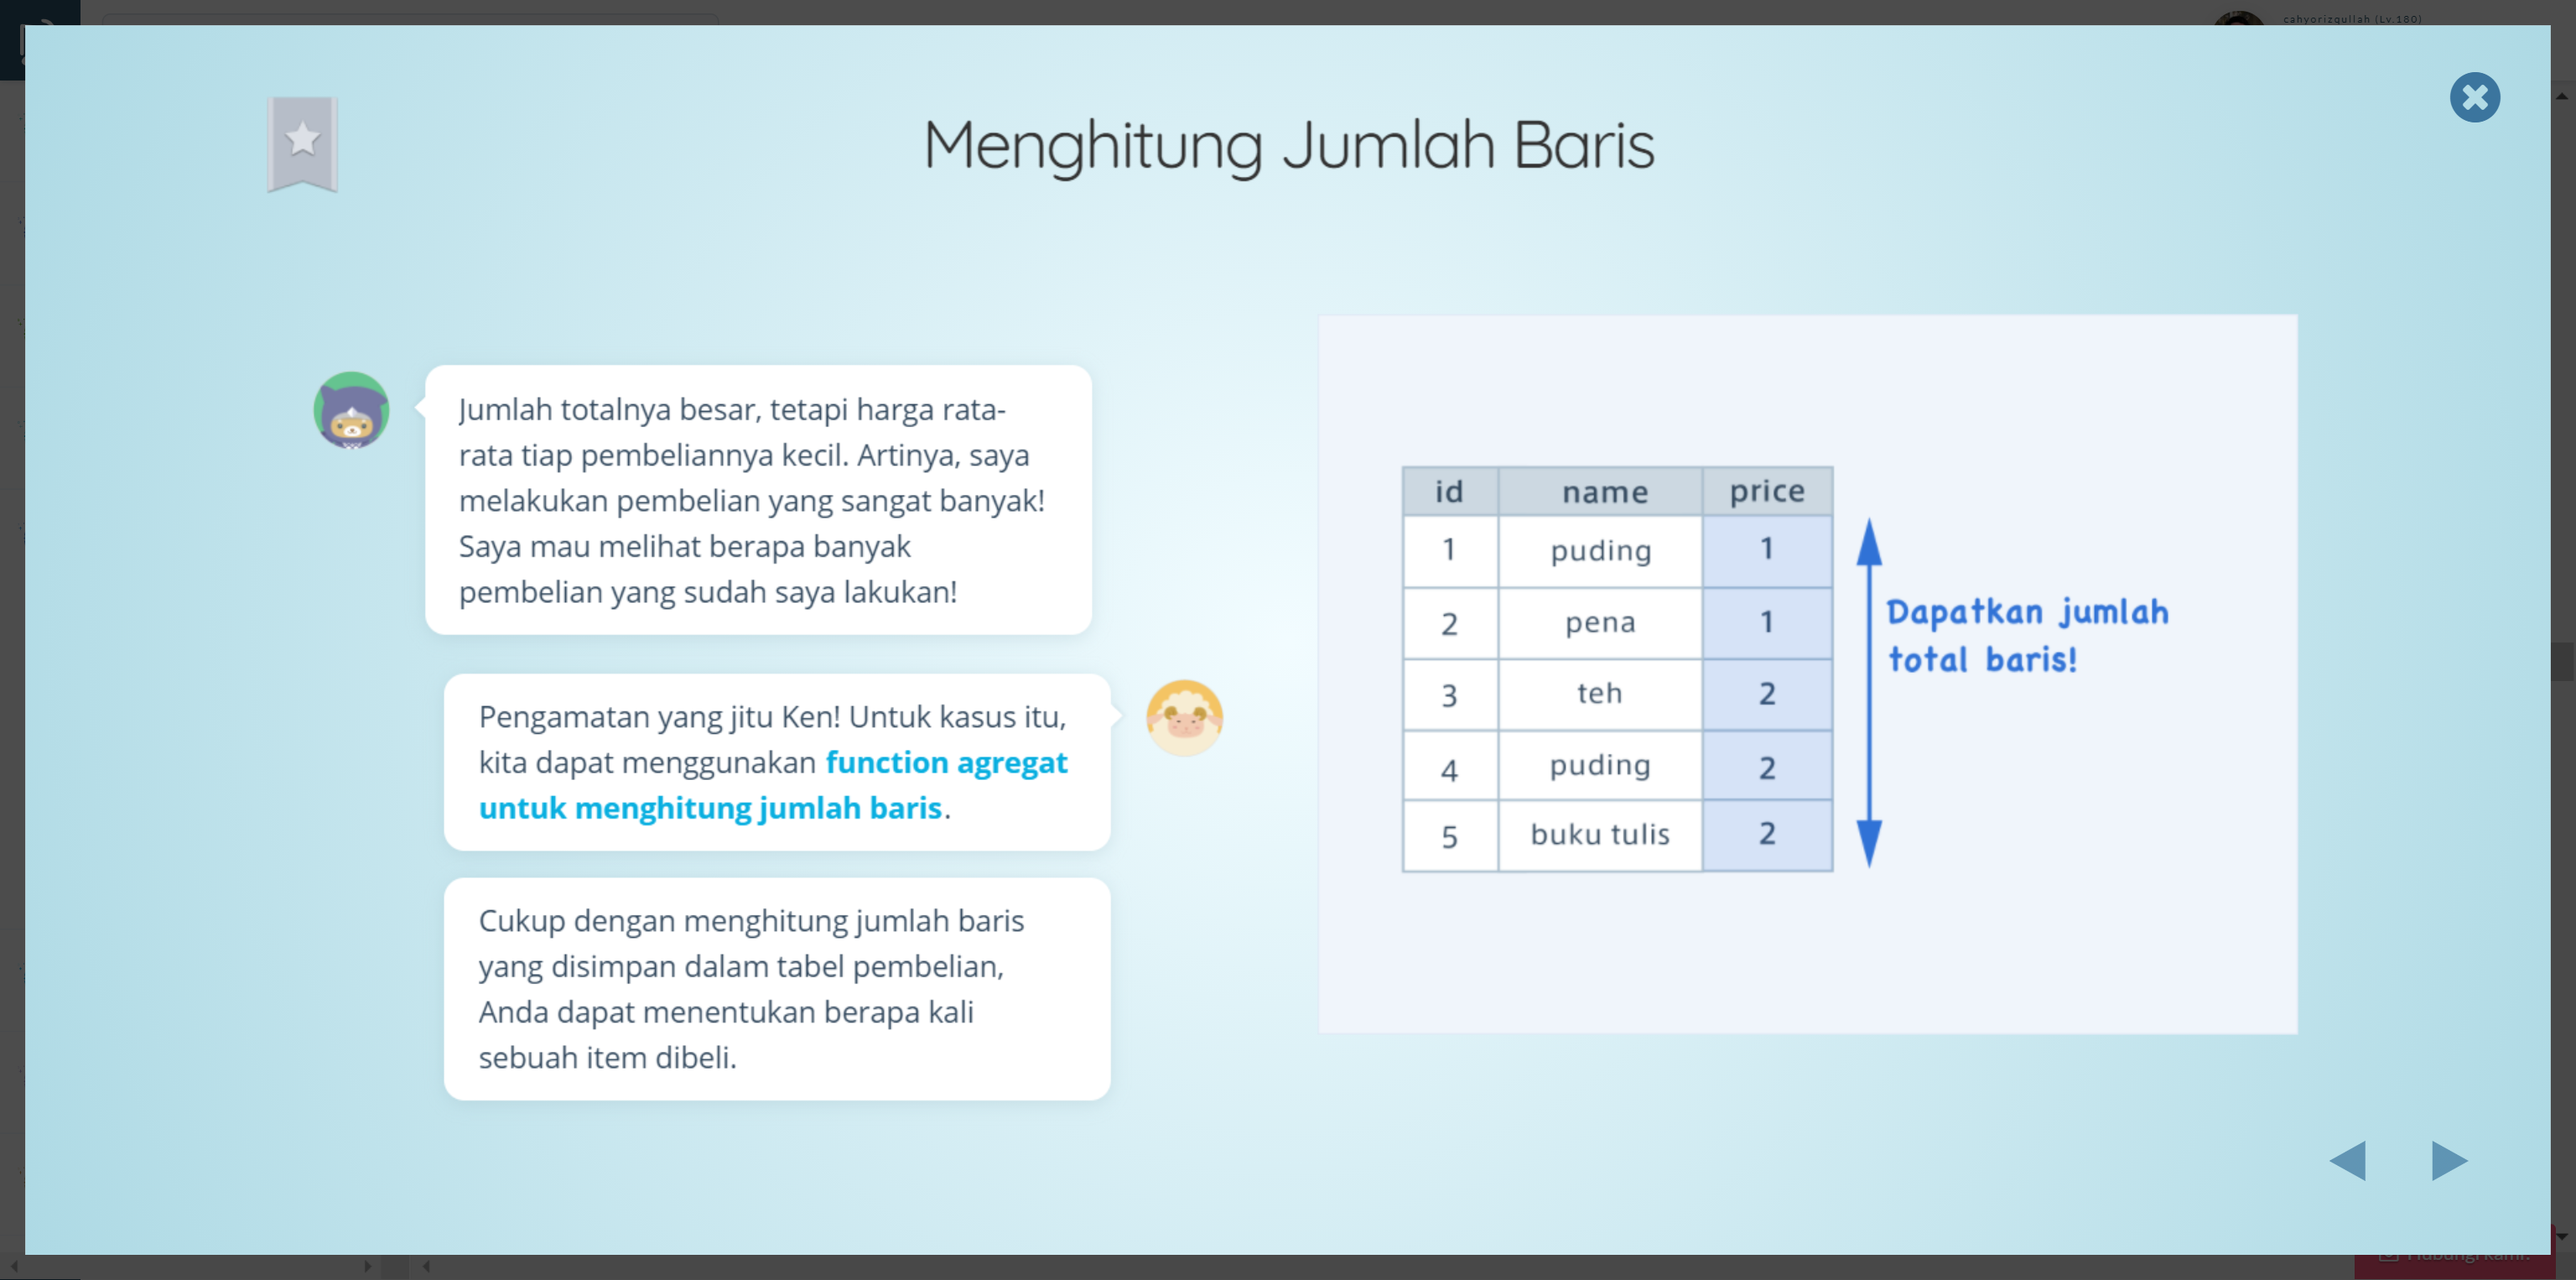 cahyorizqullah (Lv.180)
Menghitung Jumlah Baris
Jumlah totalnya besar, tetapi harga rata-
rata tiap pembeliannya kecil. Artinya, saya
melakukan pembelian yang sangat banyak!
Saya mau melihat berapa banyak
pembelian yang sudah saya lakukan!
Pengamatan yang jitu Ken! Untuk kasus itu,
kita dapat menggunakan function agregat
untuk menghitung jumlah baris.
Cukup dengan menghitung jumlah baris
yang disimpan dalam tabel pembelian,
Anda dapat menentukan berapa kali
sebuah item dibeli.
id name price
1 puding 1
2 pena 1
3 teh 2
4 puding 2
5 buku tulis 2
Dapatkan jumlah
total baris!